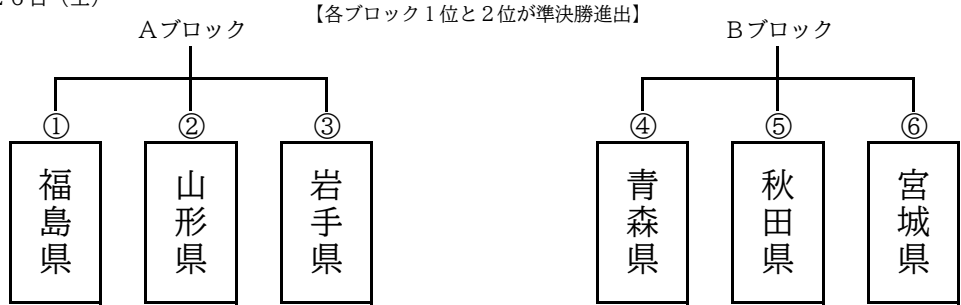 【各ブロック１位と２位が準決勝進出】
Ａブロック
Ｂブロック
①
②
③
④
⑤
⑥
福島県
山形県
岩手県
青森県
秋田県
宮城県